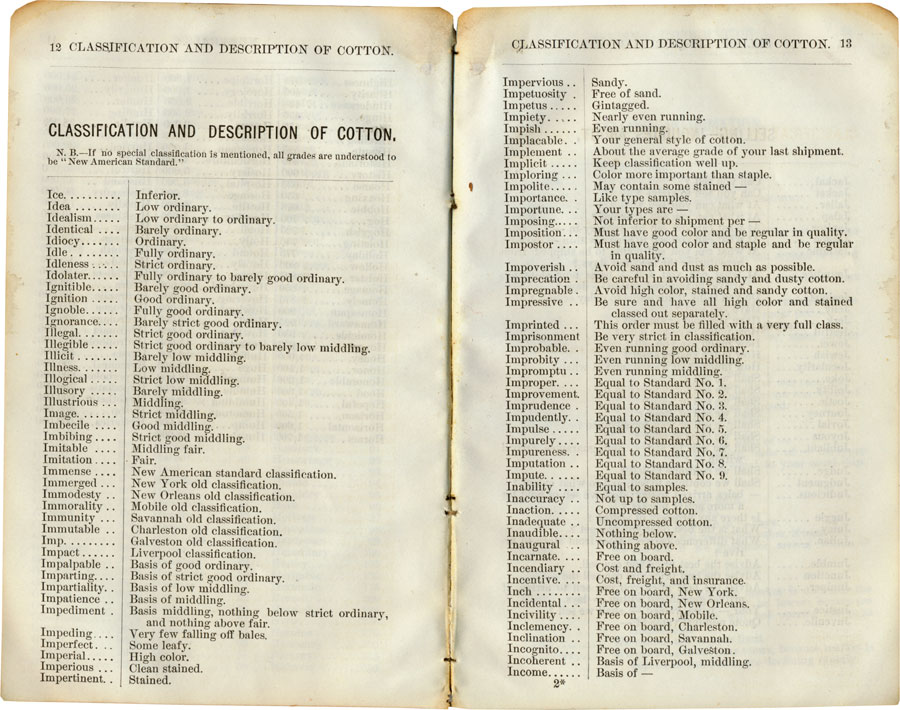 12 CLASSIFICATION AND DESCRIPTION OF COTTON.
CLASSIFICATION AND DESCRIPTION OF COTTON.
N. B.—If no special classification is mentioned, all grades are understood to
be "New American Standard."
Ice.......... Inferior.
Idea ........ Low ordinary.
Idealism..... Low ordinary to ordinary.
Identical .... Barely ordinary.
Idiocy....... Ordinary.
Idle. ....... Fully ordinary.
Idleness ..... Strict ordinary.
Idolater...... Fully ordinary to barely good ordinary.
Ignitible..... Barely good ordinary.
Ignition ..... Good ordinary.
Ignoble...... Fully good ordinary.
Ignorance.... Barely strict good ordinary.
Illegal....... Strict good ordinary.
Illegible ..... Strict good ordinary to barely low middling.
Illicit ....... Barely low middling.
Illness....... Low middling.
Illogical ..... Strict low middling.
Illusory ..... Barely middling.
Illustrious ... Middling.
Image. ...... Strict middling.
Imbecile .... Good middling.
Imbibing .... Strict good middling.
Imitable .... Middling fair.
Imitation .... Fair.
Immense .... New American standard classification.
Immerged ... New York old classification.
Immodesty .. New Orleans old classification.
Immorality .. Mobile old classification.
Immunity ... Savannah old classification.
Immutable .. Charleston old classification.
Imp. ........ Galveston old classification.
Impact ...... Liverpool classification.
Impalpable .. Basis of good ordinary.
Imparting.... Basis of strict good ordinary.
Impartiality.. Basis of low middling.
Impatience .. Basis of middling.
Impediment . Basis middling, nothing below strict ordinary,
and nothing above fair.
Impeding .... Very few falling off bales.
Imperfect. .. Some leafy.
Imperial..... High color.
Imperious ... Clean stained.
Impertinent. . Stained.
CLASSIFICATION AND DESCRIPTION OF COTTON. 13
Impervious .. Sandy.
Impetuosity . Free of sand.
Impetus ..... Gintagged.
Impiety..... Nearly even running.
Impish ...... Even running.
Implacable. . Your general style of cotton.
Implement .. About the average grade of your last shipment.
Implicit ..... Keep classification well up.
Imploring ... Color more important than staple.
Impolite..... May contain some stained —
Importance. . Like type samples.
Importune. .. Your types are —
Imposing..... Not inferior to shipment per —
Imposition... Must have good color and be regular in quality.
Impostor .... Must have good color and staple and be regular
in quality.
Impoverish .. Avoid sand and dust as much as possible.
Imprecation . Be careful in avoiding sandy and dusty cotton.
Impregnable . Avoid high color, stained and sandy cotton.
Impressive .. Be sure and have all high color and stained
classed out separately.
Imprinted ... This order must be filled with a very full class.
Imprisonment Be very strict in classification.
Improbable. . Even running good ordinary.
Improbity ... Even running low middling.
Impromptu .. Even running middling.
Improper. ... Equal to Standard No. 1.
Improvement. Equal to Standard No. 2.
Imprudence . Equal to Standard No. 3.
Impudently. . Equal to Standard No. 4.
Impulse ..... Equal to Standard No. 5.
Impurely .... Equal to Standard No. 6.
Impureness. . Equal to Standard No. 7.
Imputation .. Equal to Standard No. 8.
Impute. ..... Equal to Standard No. 9.
Inability .... Equal to samples.
Inaccuracy .. Not up to samples.
Inaction. .... Compressed cotton.
Inadequate .. Uncompressed cotton.
Inaudible.... Nothing below.
Inaugural .. Nothing above.
Incarnate. ... Free on board.
Incendiary .. Cost and freight.
Incentive. ... Cost, freight, and insurance.
Inch ........ Free on board, New York.
Incidental... Free on board, New Orleans.
Incivility .... Free on board, Mobile.
Inclemency. . Free on board, Charleston.
Inclination .. Free on board, Savannah.
Incognito.... Free on board, Galveston.
Incoherent .. Basis of Liverpool, middling.
Income...... Basis of —
2*